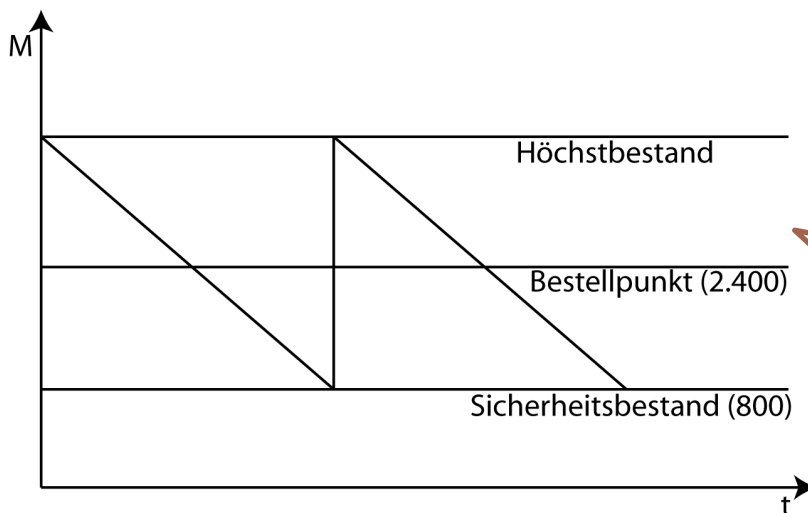 M
Höchstbestand
Bestellpunkt (2.400)
Sicherheitsbestand (800)
t